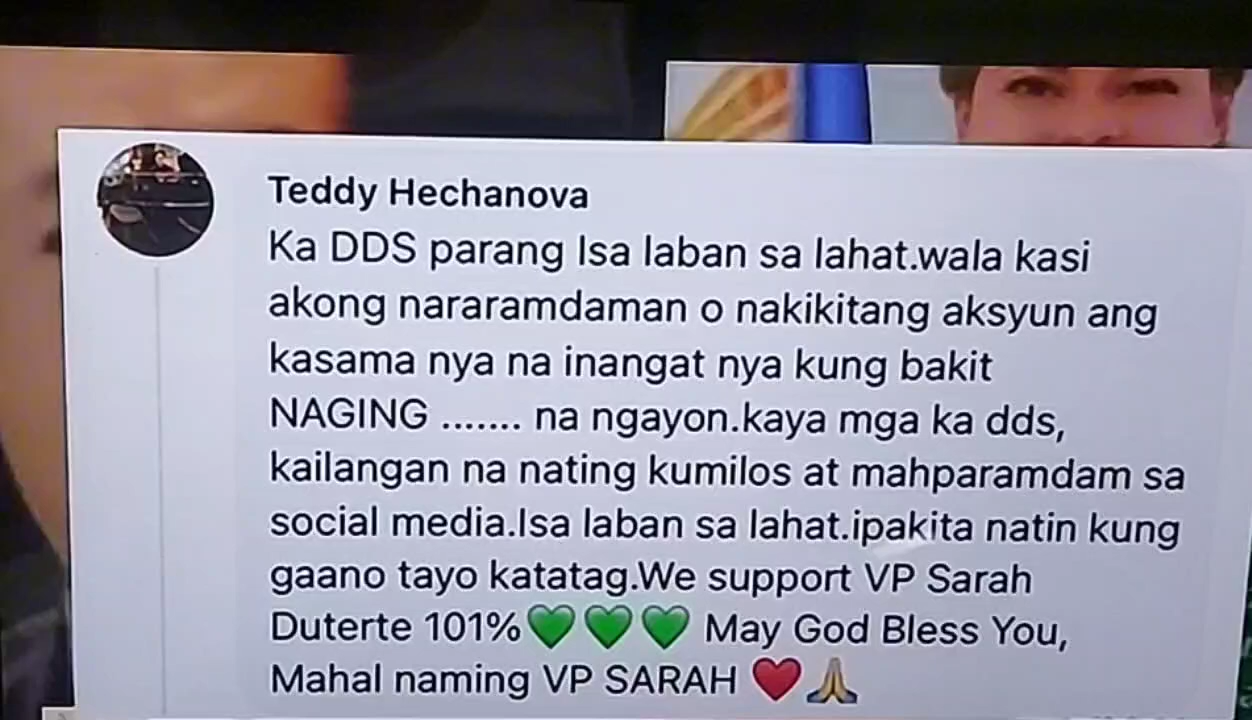 Teddy Hechanova
Ka DDS parang Isa laban sa lahat.wala kasi
akong nararamdaman o nakikitang aksyun ang
kasama nya na inangat nya kung bakit
NAGING ....... na ngayon.kaya mga ka dds,
kailangan na nating kumilos at mahparamdam sa
social media.Isa laban sa lahat.ipakita natin kung
gaano tayo katatag.We support VP Sarah
Duterte 101%💚💚💚 May God Bless You,
Mahal naming VP SARAH ❤️🙏